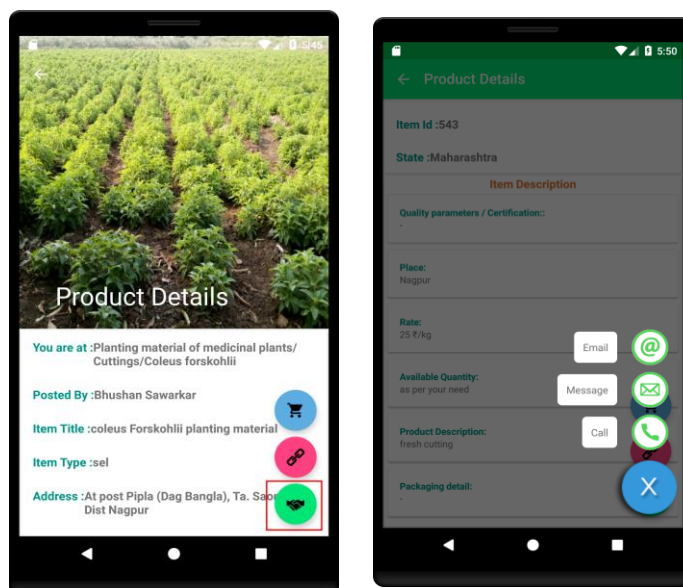 5:45
Product Details
You are at :Planting material of medicinal plants/
Cuttings/Coleus forskohlii
Posted By :Bhushan Sawarkar
Item Title :coleus Forskohlii planting material
Item Type :sel
Address :At post Pipla (Dag Bangla), Ta. Sao
Dist Nagpur
5:50
Product Details
Item Id :543
State :Maharashtra
Item Description
Quality parameters / Certification::
-
Place:
Nagpur
Rate:
25 ₹/kg
Email
@
Available Quantity:
as per your need
Message
Product Description:
fresh cutting
Call
Packaging detail:
-
X